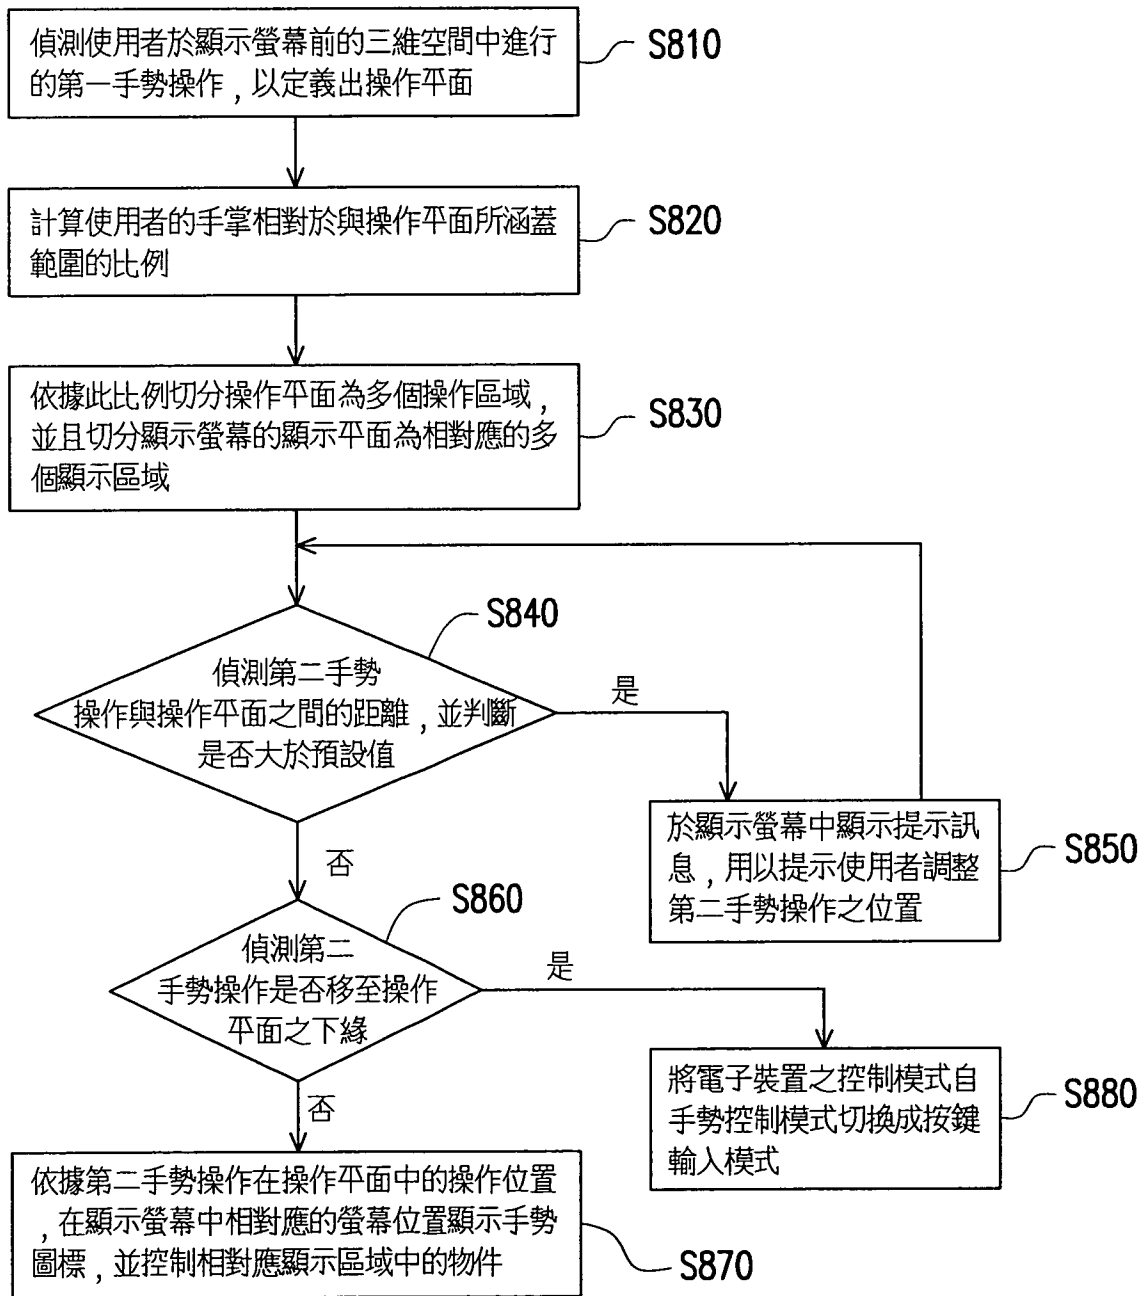 偵測使用者於顯示螢幕前的三維空間中進行
的第一手勢操作，以定義出操作平面
S810
計算使用者的手掌相對於與操作平面所涵蓋
範圍的比例
S820
依據此比例切分操作平面為多個操作區域，
並且切分顯示螢幕的顯示平面為相對應的多
個顯示區域
S830
偵測第二手勢
操作與操作平面之間的距離，並判斷
是否大於預設值
S840
是
於顯示螢幕中顯示提示訊
息，用以提示使用者調整
第二手勢操作之位置
S850
否
偵測第二
手勢操作是否移至操作
平面之下緣
S860
是
將電子裝置之控制模式自
手勢控制模式切換成按鍵
輸入模式
S880
否
依據第二手勢操作在操作平面中的操作位置
，在顯示螢幕中相對應的螢幕位置顯示手勢
圖標，並控制相對應顯示區域中的物件
S870